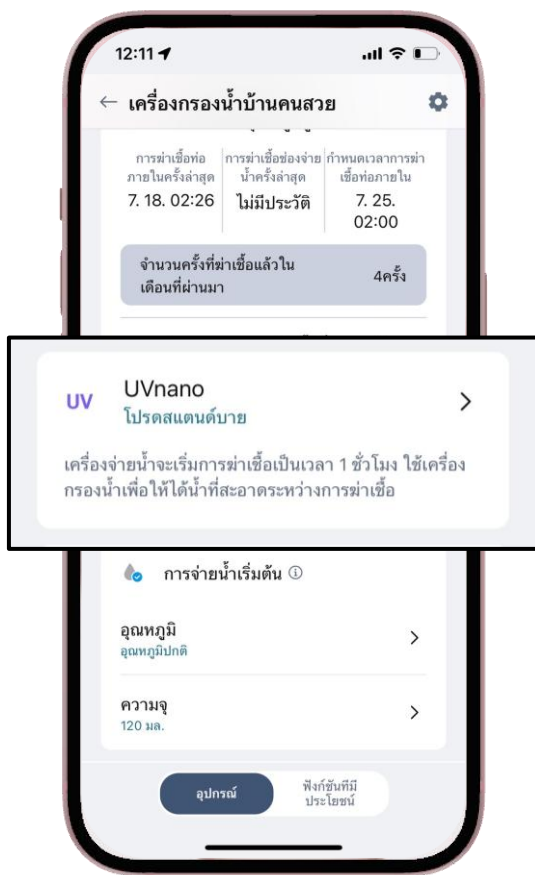 12:11
เครื่องกรองน้ำบ้านคนสวย
การฆ่าเชื้อท่อ
ภายในครั้งล่าสุด
7. 18. 02:26
การฆ่าเชื้อช่องจ่าย
น้ำครั้งล่าสุด
ไม่มีประวัติ
กำหนดเวลาการฆ่า
เชื้อท่อภายใน
7. 25.
02:00
จำนวนครั้งที่ฆ่าเชื้อแล้วใน
เดือนที่ผ่านมา
4ครั้ง
UV
UVnano
โปรดสแตนด์บาย
เครื่องจ่ายน้ำจะเริ่มการฆ่าเชื้อเป็นเวลา 1 ชั่วโมง ใช้เครื่อง
กรองน้ำเพื่อให้ได้น้ำที่สะอาดระหว่างการฆ่าเชื้อ
การจ่ายน้ำเริ่มต้น
อุณหภูมิ
อุณหภูมิปกติ
ความจุ
120 มล.
อุปกรณ์
ฟังก์ชันที่มี
ประโยชน์